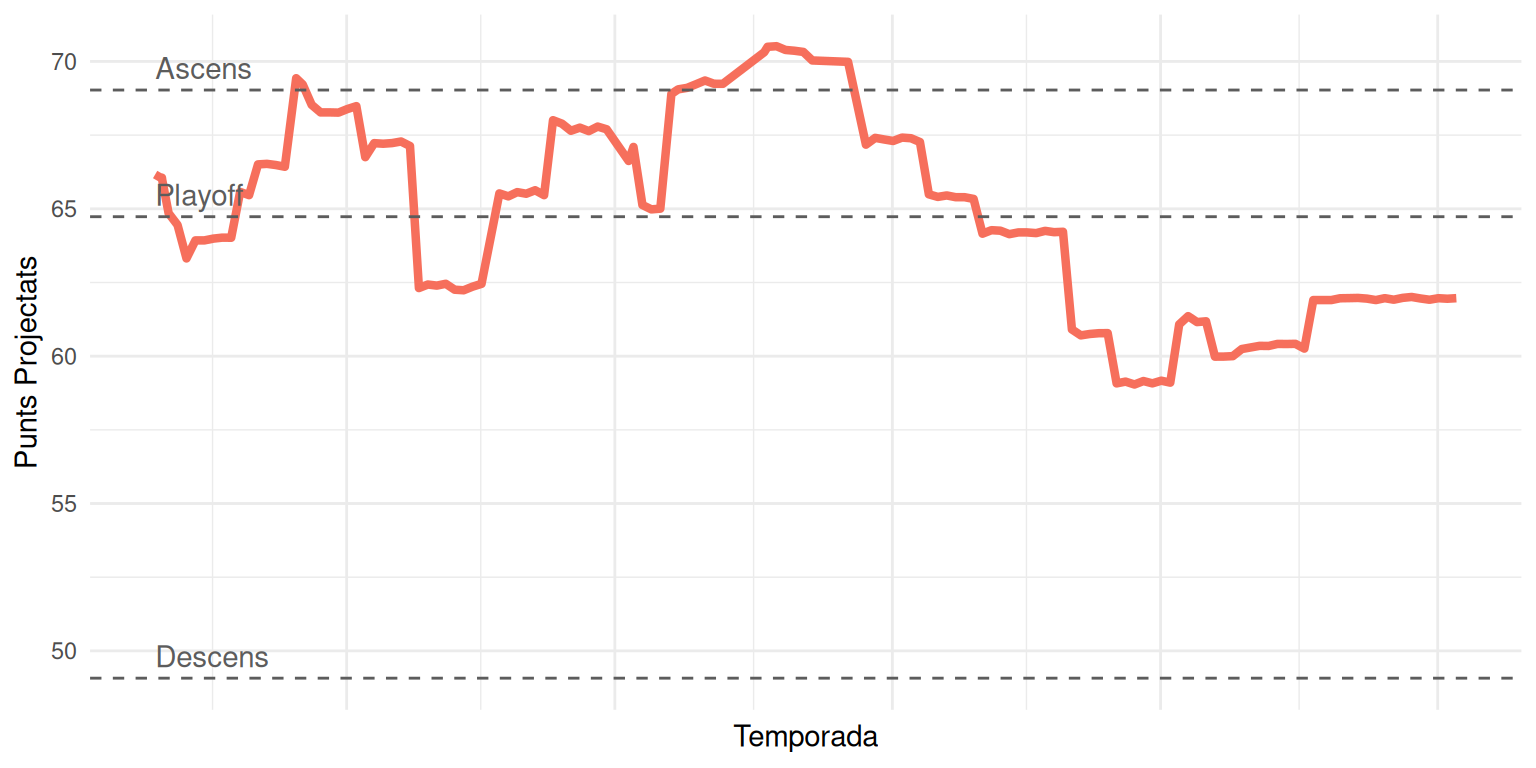 70
Ascens
Playoff
65
60
55
Descens
50
Punts Projectats
Temporada